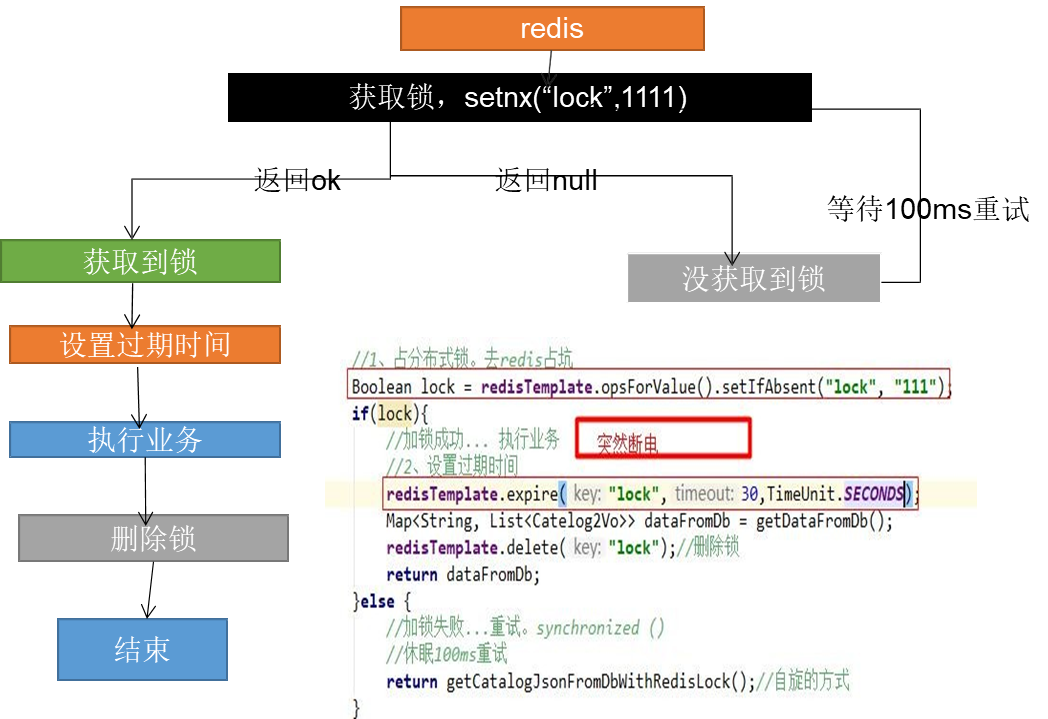 redis
获取锁，setnx(“lock”,1111)
返回ok
返回null
等待100ms重试
获取到锁
没获取到锁
设置过期时间
执行业务
删除锁
结束
//1、占分布式锁。去redis占坑
Boolean lock = redisTemplate.opsForValue().setIfAbsent("lock", "111");
if(lock){
//加锁成功... 执行业务
突然断电
//2、设置过期时间
redisTemplate.expire( key: "lock", timeout: 30,TimeUnit.SECONDS);
Map<String, List<Catelog2Vo>> dataFromDb = getDataFromDb();
redisTemplate.delete( key: "lock");//删除锁
return dataFromDb;
}else {
//加锁失败...重试。synchronized ()
//休眠100ms重试
return getCatalogJsonFromDbWithRedisLock();//自旋的方式
}